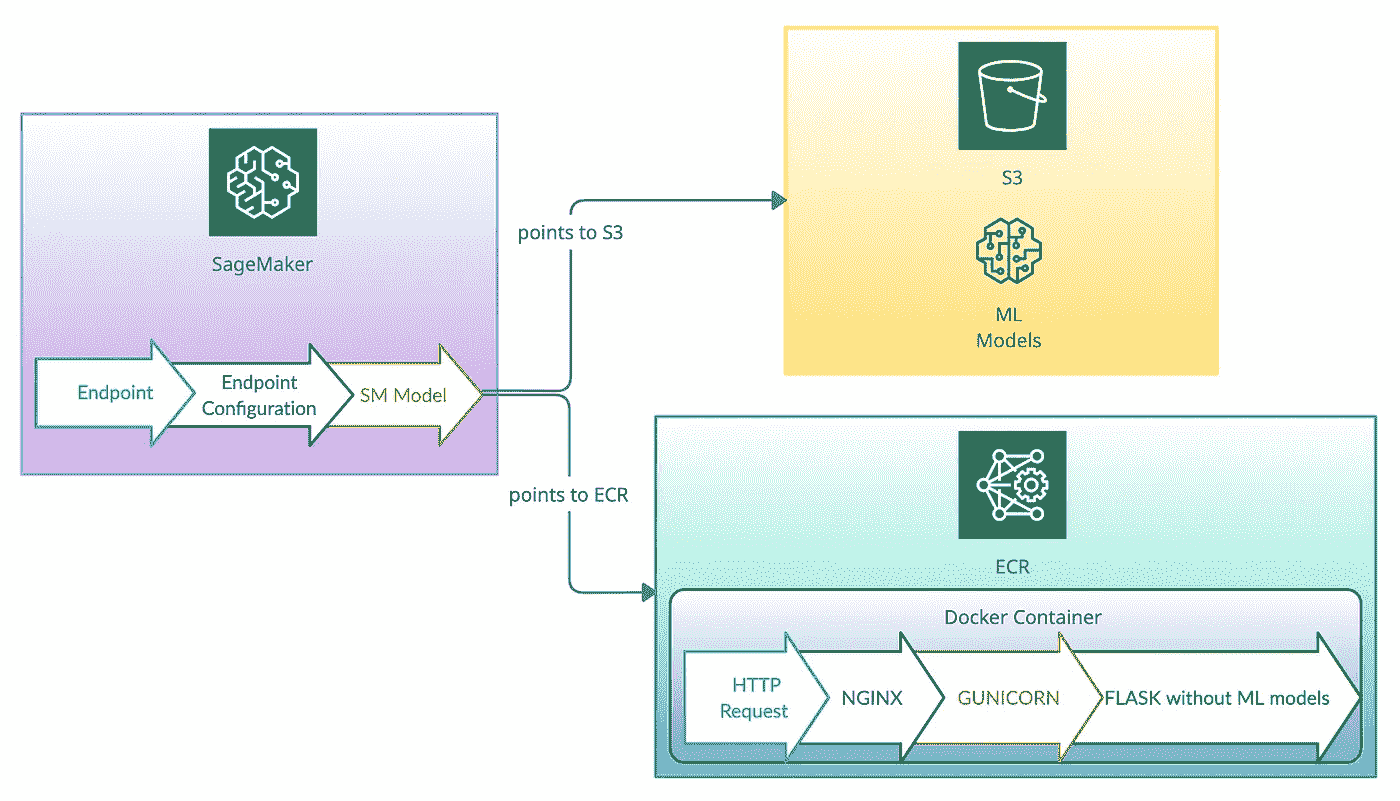 SageMaker
Endpoint
Endpoint
Configuration
SM Model
points to S3
points to ECR
S3
ML
Models
ECR
Docker Container
HTTP
Request
NGINX
GUNICORN
FLASK without ML models